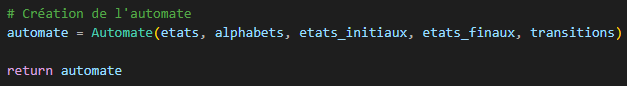 # Création de l'automate
automate = Automate(etats, alphabets, etats_initiaux, etats_finaux, transitions)
return automate